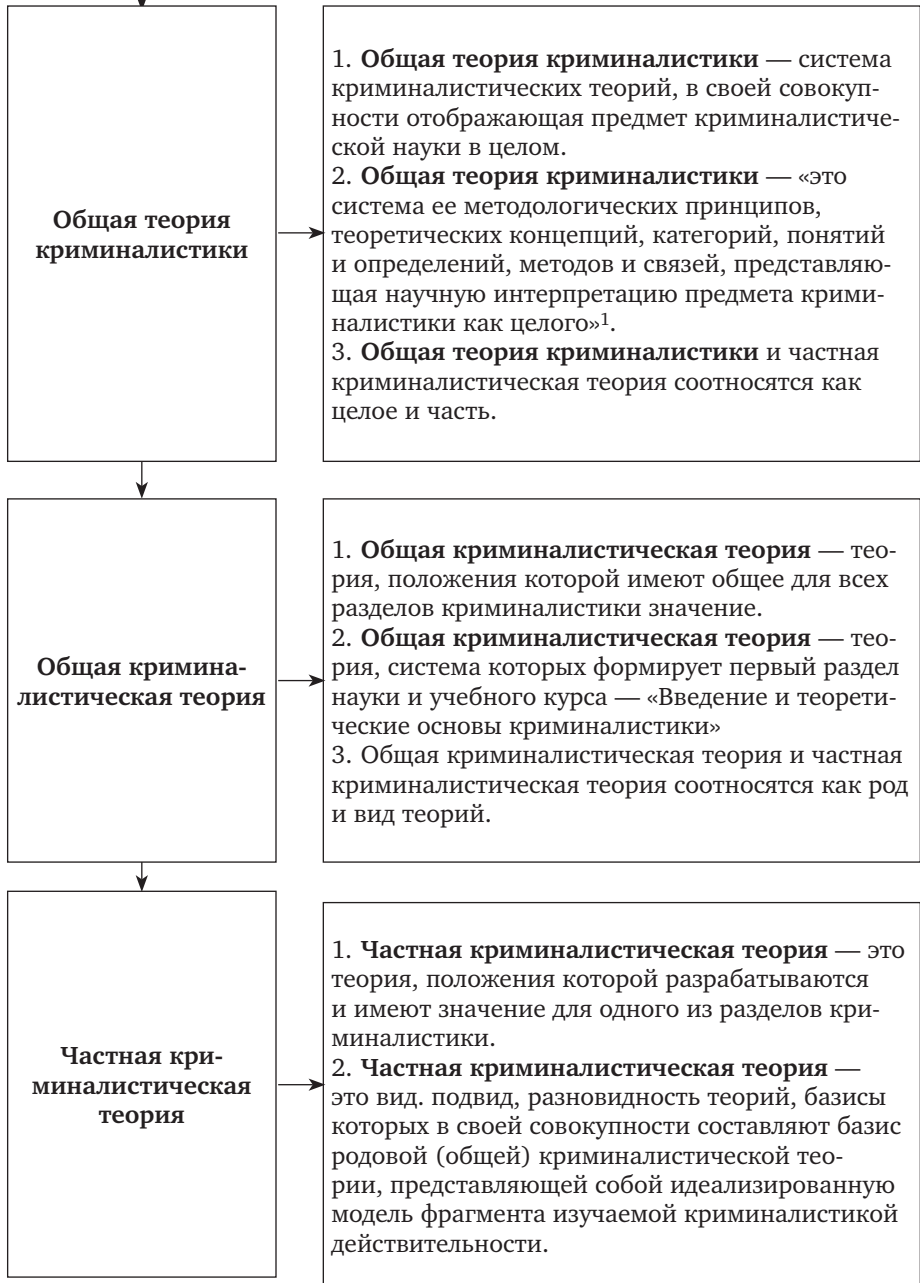 Общая теория
криминалистики
1. Общая теория криминалистики — система
криминалистических теорий, в своей совокуп-
ности отображающая предмет криминалистиче-
ской науки в целом.
2. Общая теория криминалистики — «это
система ее методологических принципов,
теоретических концепций, категорий, понятий
и определений, методов и связей, представляю-
щая научную интерпретацию предмета крими-
налистики как целого»¹.
3. Общая теория криминалистики и частная
криминалистическая теория соотносятся как
целое и часть.
Общая кримина-
листическая теория
1. Общая криминалистическая теория — тео-
рия, положения которой имеют общее для всех
разделов криминалистики значение.
2. Общая криминалистическая теория — тео-
рия, система которых формирует первый раздел
науки и учебного курса — «Введение и теорети-
ческие основы криминалистики»
3. Общая криминалистическая теория и частная
криминалистическая теория соотносятся как род
и вид теорий.
Частная кри-
миналистическая
теория
1. Частная криминалистическая теория — это
теория, положения которой разрабатываются
и имеют значение для одного из разделов кри-
миналистики.
2. Частная криминалистическая теория —
это вид. подвид, разновидность теорий, базисы
которых в своей совокупности составляют базис
родовой (общей) криминалистической тео-
рии, представляющей собой идеализированную
модель фрагмента изучаемой криминалистикой
действительности.